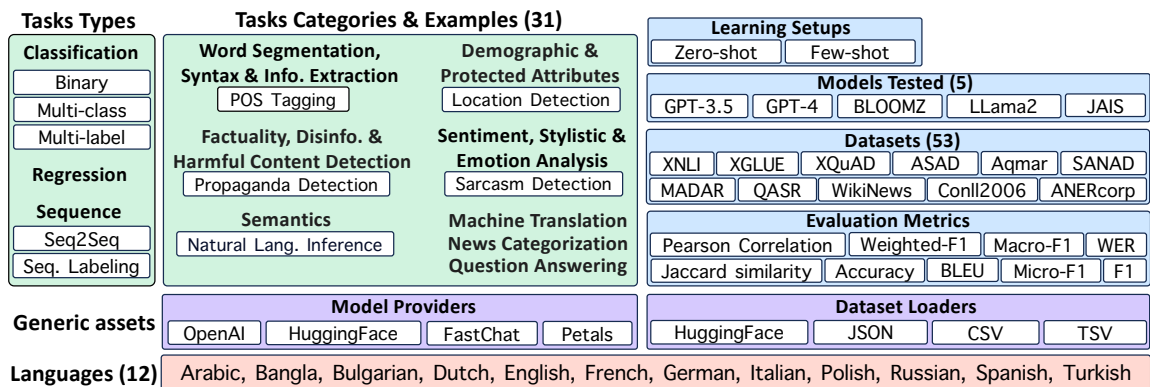 Tasks Types
Classification
Binary
Multi-class
Multi-label
Regression
Sequence
Seq2Seq
Seq. Labeling
Tasks Categories & Examples (31)
Word Segmentation,
Syntax & Info. Extraction
POS Tagging
Demographic &
Protected Attributes
Location Detection
Factuality, Disinfo. &
Harmful Content Detection
Propaganda Detection
Sentiment, Stylistic &
Emotion Analysis
Sarcasm Detection
Semantics
Natural Lang. Inference
Machine Translation
News Categorization
Question Answering
Learning Setups
Zero-shot Few-shot
Models Tested (5)
GPT-3.5 GPT-4 BLOOMZ LLama2 JAIS
Datasets (53)
XNLI XGLUE XQuAD ASAD Aqmar SANAD
MADAR QASR WikiNews Conll2006 ANERcorp
Evaluation Metrics
Pearson Correlation Weighted-F1 Macro-F1 WER
Jaccard similarity Accuracy BLEU Micro-F1 F1
Generic assets
Model Providers
OpenAI HuggingFace FastChat Petals
Dataset Loaders
HuggingFace JSON CSV TSV
Languages (12) Arabic, Bangla, Bulgarian, Dutch, English, French, German, Italian, Polish, Russian, Spanish, Turkish